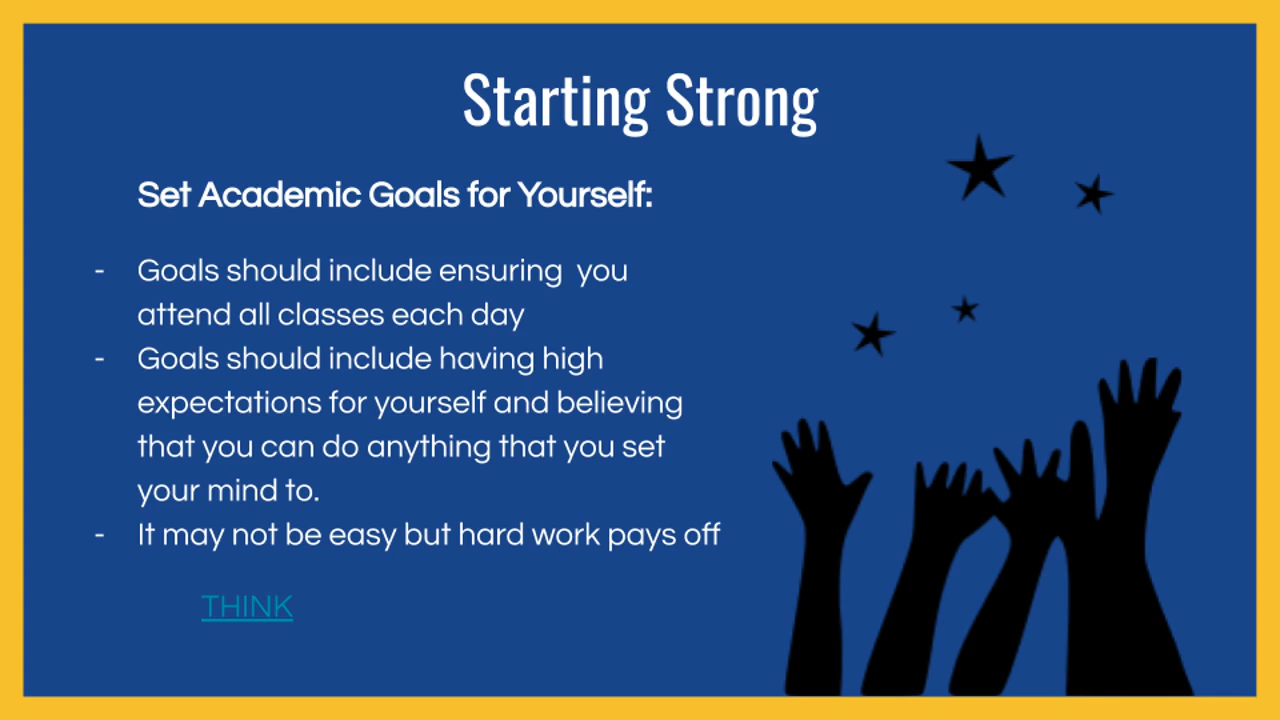 Starting Strong
Set Academic Goals for Yourself:
- Goals should include ensuring  you
attend all classes each day
- Goals should include having high
expectations for yourself and believing
that you can do anything that you set
your mind to.
- It may not be easy but hard work pays off
THINK